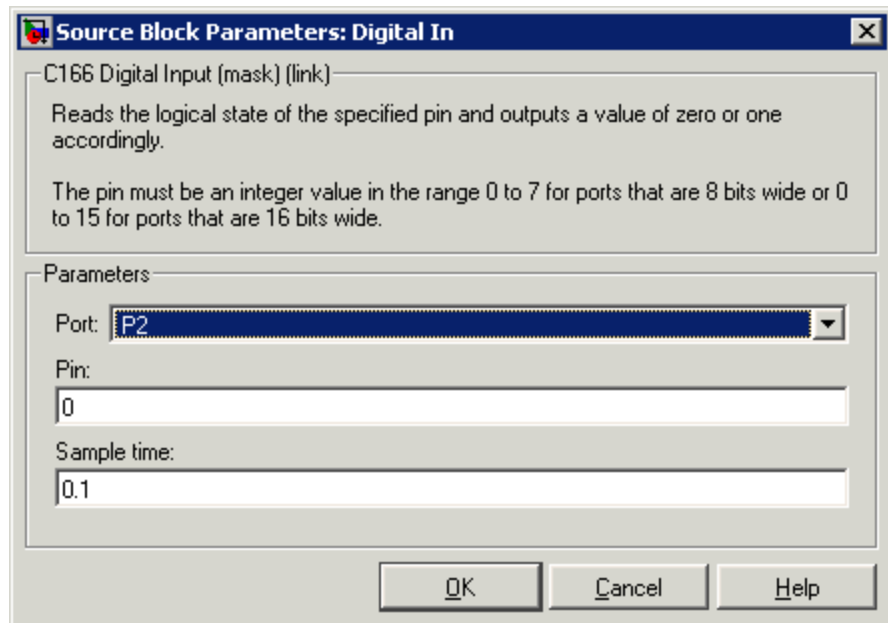 Source Block Parameters: Digital In
C166 Digital Input (mask) (link)
Reads the logical state of the specified pin and outputs a value of zero or one
accordingly.
The pin must be an integer value in the range 0 to 7 for ports that are 8 bits wide or 0
to 15 for ports that are 16 bits wide.
Parameters
Port: P2
Pin:
0
Sample time:
0.1
OK Cancel Help